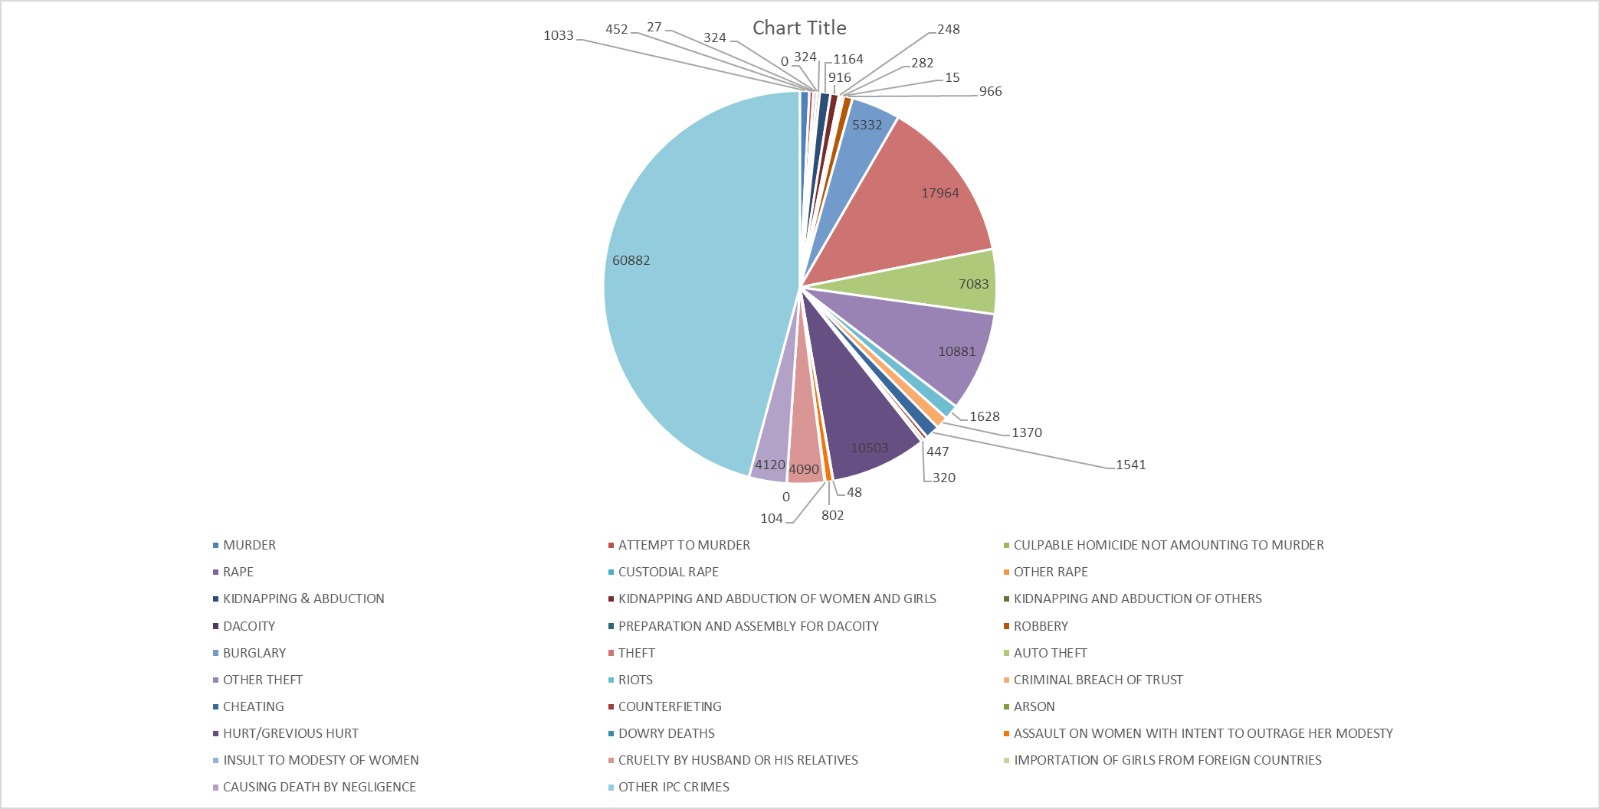 Chart Title
1033
452
27
324
0
324
1164
916
248
282
15
966
5332
17964
7083
10881
1628
1370
1541
447
320
10503
48
802
104
0
4090
4120
60882
MURDER
ATTEMPT TO MURDER
CULPABLE HOMICIDE NOT AMOUNTING TO MURDER
RAPE
CUSTODIAL RAPE
OTHER RAPE
KIDNAPPING & ABDUCTION
KIDNAPPING AND ABDUCTION OF WOMEN AND GIRLS
KIDNAPPING AND ABDUCTION OF OTHERS
DACOITY
PREPARATION AND ASSEMBLY FOR DACOITY
ROBBERY
BURGLARY
THEFT
AUTO THEFT
OTHER THEFT
RIOTS
CRIMINAL BREACH OF TRUST
CHEATING
COUNTERFIETING
ARSON
HURT/GREVIOUS HURT
DOWRY DEATHS
ASSAULT ON WOMEN WITH INTENT TO OUTRAGE HER MODESTY
INSULT TO MODESTY OF WOMEN
CRUELTY BY HUSBAND OR HIS RELATIVES
IMPORTATION OF GIRLS FROM FOREIGN COUNTRIES
CAUSING DEATH BY NEGLIGENCE
OTHER IPC CRIMES